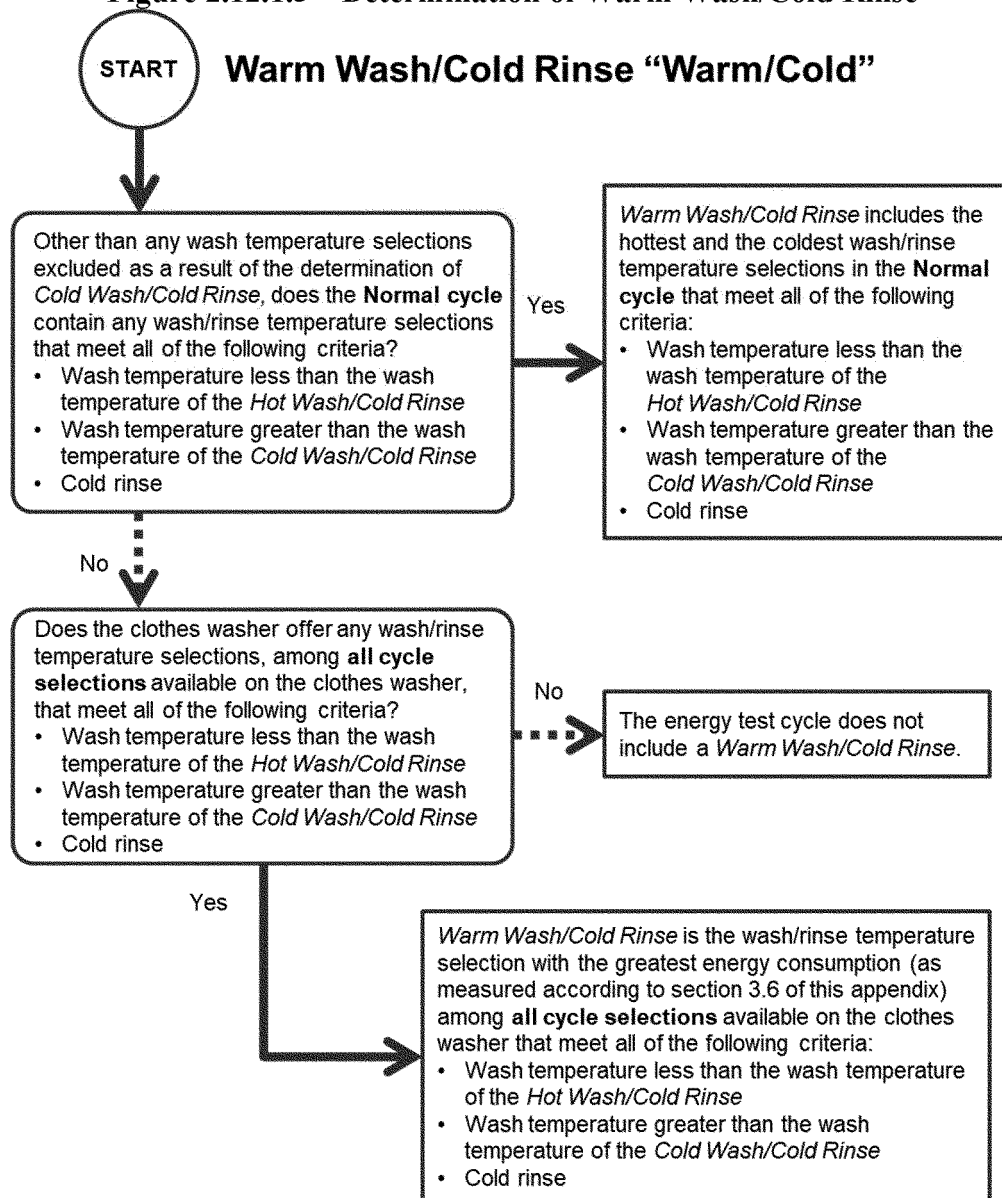 Figure 2.12.1.3 Determination of Warm Wash/Cold Rinse
START
Warm Wash/Cold Rinse “Warm/Cold”
Other than any wash temperature selections
excluded as a result of the determination of
Cold Wash/Cold Rinse, does the Normal cycle
contain any wash/rinse temperature selections
that meet all of the following criteria?
• Wash temperature less than the wash
temperature of the Hot Wash/Cold Rinse
• Wash temperature greater than the wash
temperature of the Cold Wash/Cold Rinse
• Cold rinse
Yes
Warm Wash/Cold Rinse includes the
hottest and the coldest wash/rinse
temperature selections in the Normal
cycle that meet all of the following
criteria:
• Wash temperature less than the
wash temperature of the
Hot Wash/Cold Rinse
• Wash temperature greater than the
wash temperature of the
Cold Wash/Cold Rinse
• Cold rinse
No
Does the clothes washer offer any wash/rinse
temperature selections, among all cycle
selections available on the clothes washer,
that meet all of the following criteria?
• Wash temperature less than the wash
temperature of the Hot Wash/Cold Rinse
• Wash temperature greater than the wash
temperature of the Cold Wash/Cold Rinse
• Cold rinse
No
The energy test cycle does not
include a Warm Wash/Cold Rinse.
Yes
Warm Wash/Cold Rinse is the wash/rinse temperature
selection with the greatest energy consumption (as
measured according to section 3.6 of this appendix)
among all cycle selections available on the clothes
washer that meet all of the following criteria:
• Wash temperature less than the wash temperature
of the Hot Wash/Cold Rinse
• Wash temperature greater than the wash
temperature of the Cold Wash/Cold Rinse
• Cold rinse